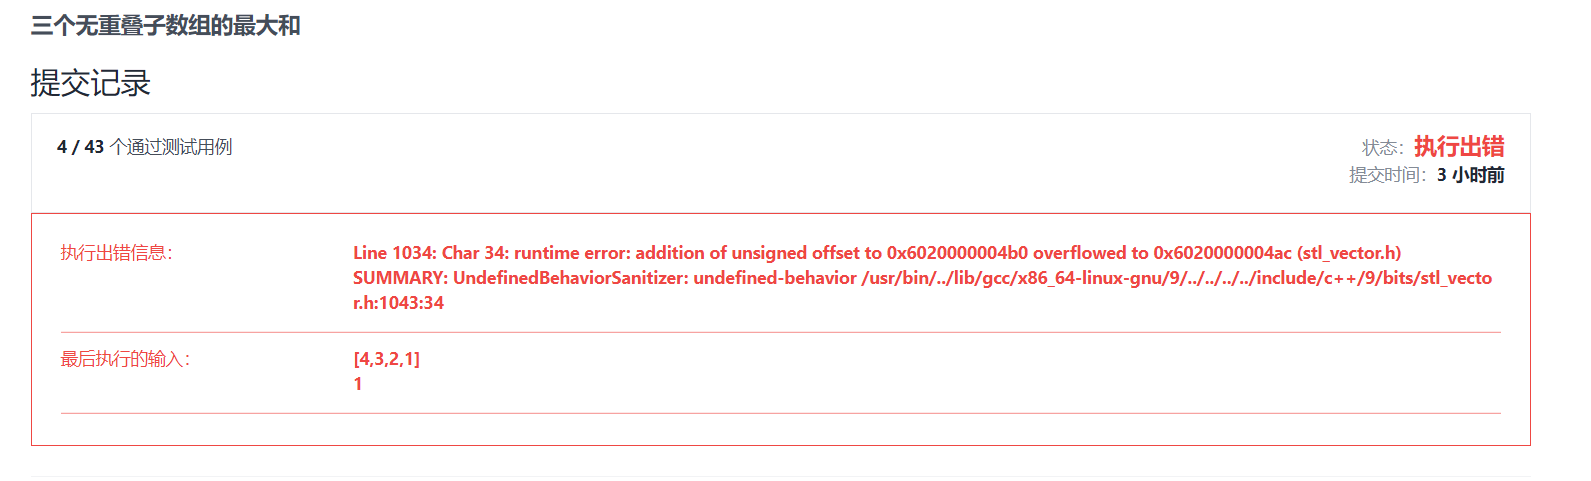 三个无重叠子数组的最大和
提交记录
4 / 43 个通过测试用例
状态：执行出错
提交时间：3 小时前
执行出错信息：
Line 1034: Char 34: runtime error: addition of unsigned offset to 0x6020000004b0 overflowed to 0x6020000004ac (stl_vector.h)
SUMMARY: UndefinedBehaviorSanitizer: undefined-behavior /usr/bin/../lib/gcc/x86_64-linux-gnu/9/../../../../include/c++/9/bits/stl_vecto
r.h:1043:34
最后执行的输入：
[4,3,2,1]
1